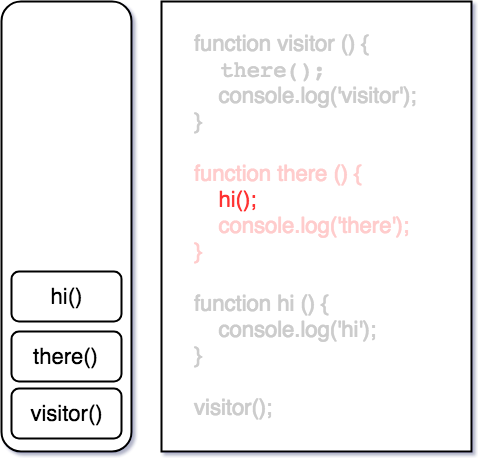 hi()
there()
visitor()
function visitor () {
there();
console.log('visitor');
}
function there () {
hi();
console.log('there');
}
function hi () {
console.log('hi');
}
visitor();